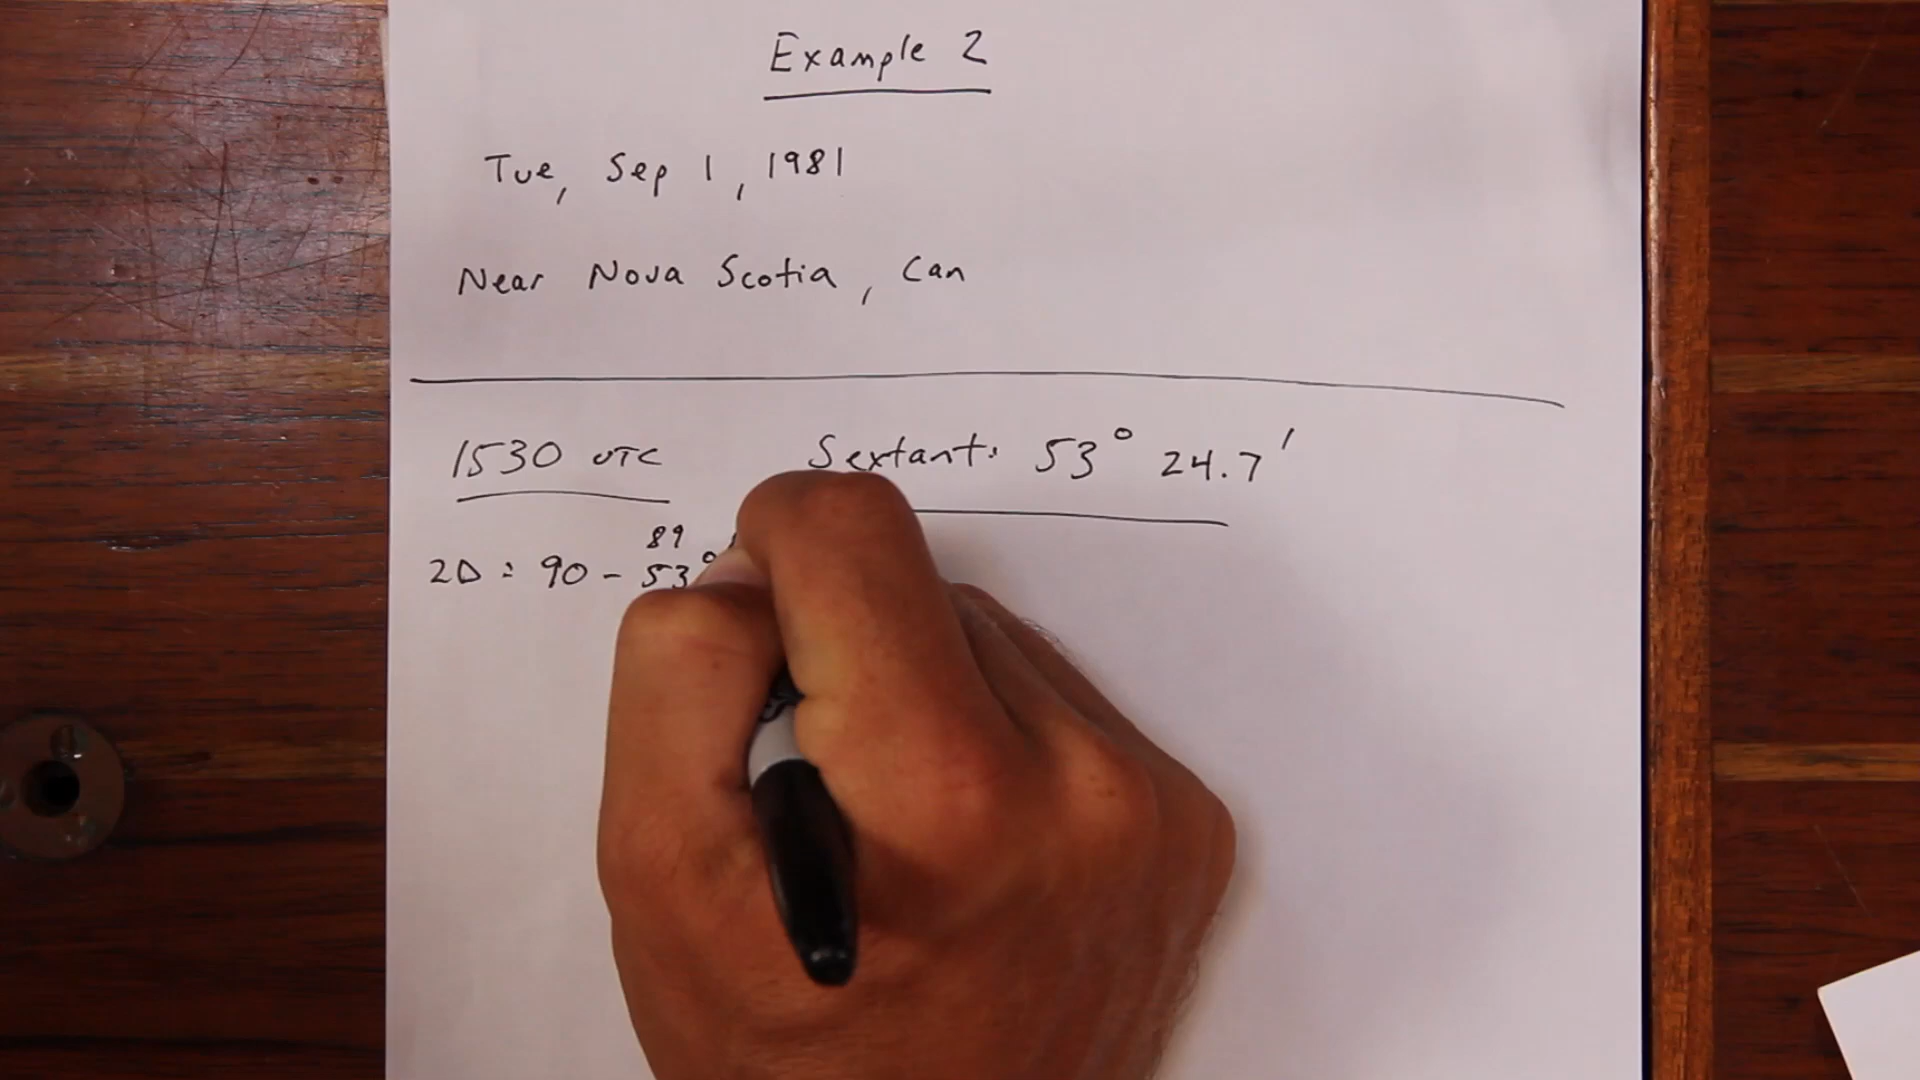 Example 2
Tue, Sep 1, 1981
Near Nova Scotia, Can
1530 UTC
Sextant: 53° 24.7'
89
ZD = 90 - 53°